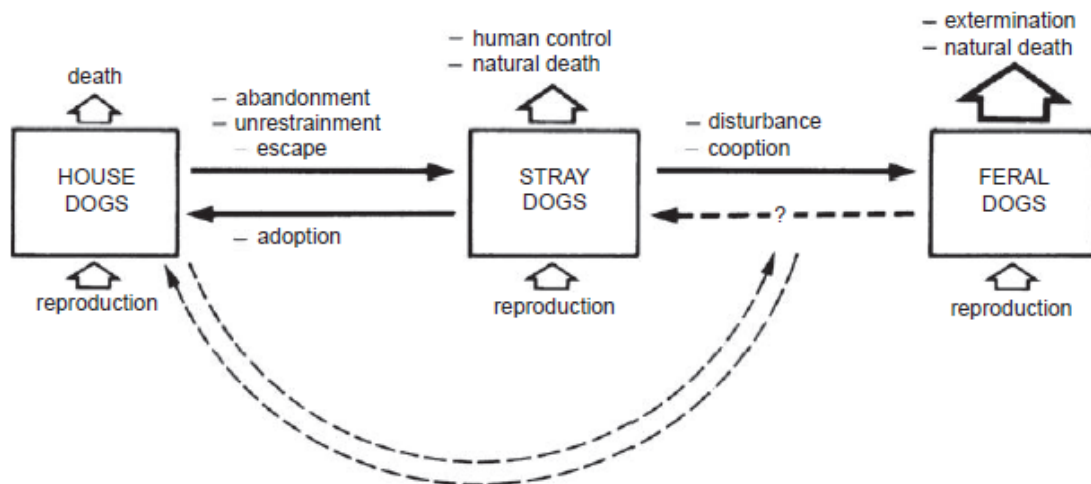 – extermination
– natural death
– human control
– natural death
death
– abandonment
– unrestrainment
– escape
– disturbance
– cooption
HOUSE
DOGS
STRAY
DOGS
FERAL
DOGS
?
– adoption
reproduction
reproduction
reproduction